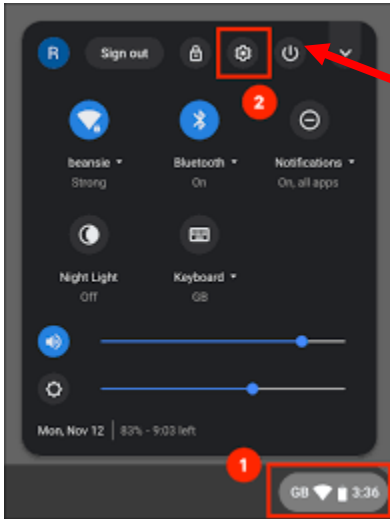 R Sign out
2
beansie Bluetooth Notifications
Strong On On, all apps
Night Light Keyboard
Off GB
Mon, Nov 12 | 83% - 9:03 left
1
GB 3:36